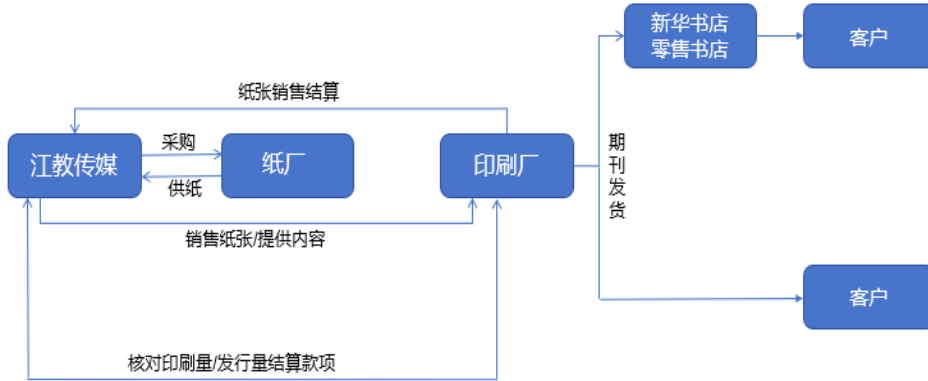 新华书店
零售书店
客户
纸张销售结算
江教传媒
采购
供纸
纸厂
印刷厂
期刊发货
销售纸张/提供内容
客户
核对印刷量/发行量结算款项